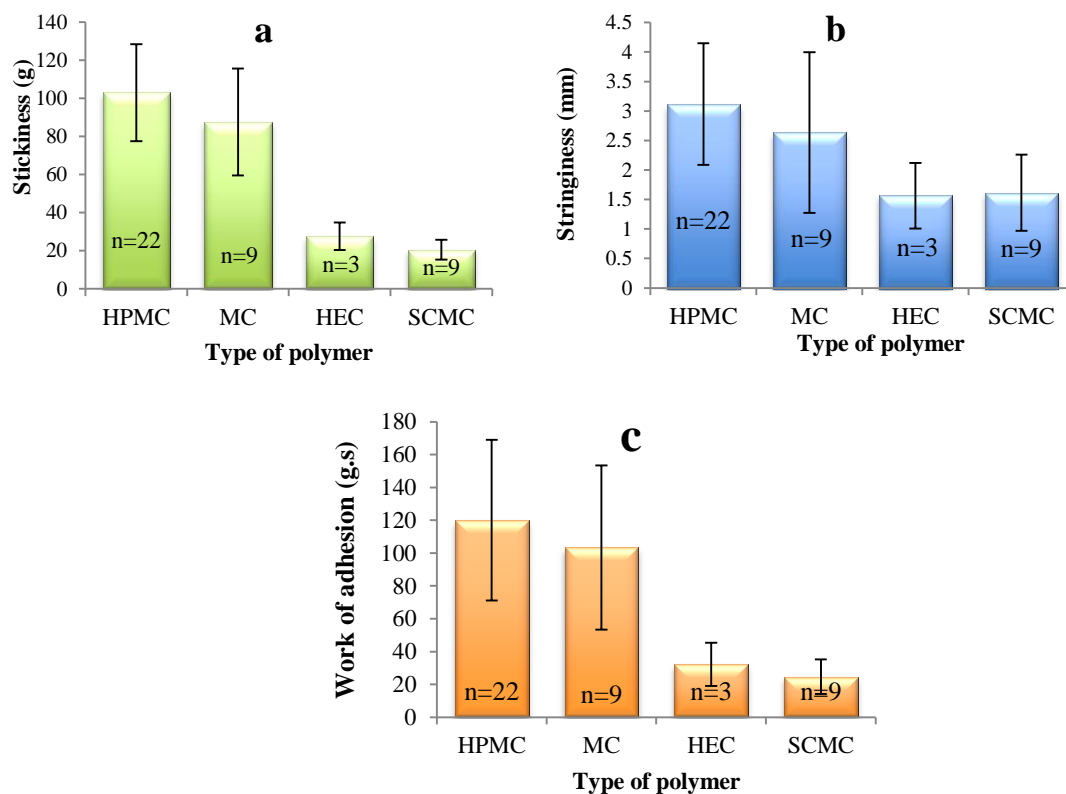 a
Stickiness (g)
140
120
100
80
60
40
20
0
n=22
n=9
n=3
n=9
HPMC MC HEC SCMC
Type of polymer
b
Stringiness (mm)
4.5
4
3.5
3
2.5
2
1.5
1
0.5
0
n=22
n=9
n=3
n=9
HPMC MC HEC SCMC
Type of polymer
c
Work of adhesion (g.s)
180
160
140
120
100
80
60
40
20
0
n=22
n=9
n=3
n=9
HPMC MC HEC SCMC
Type of polymer